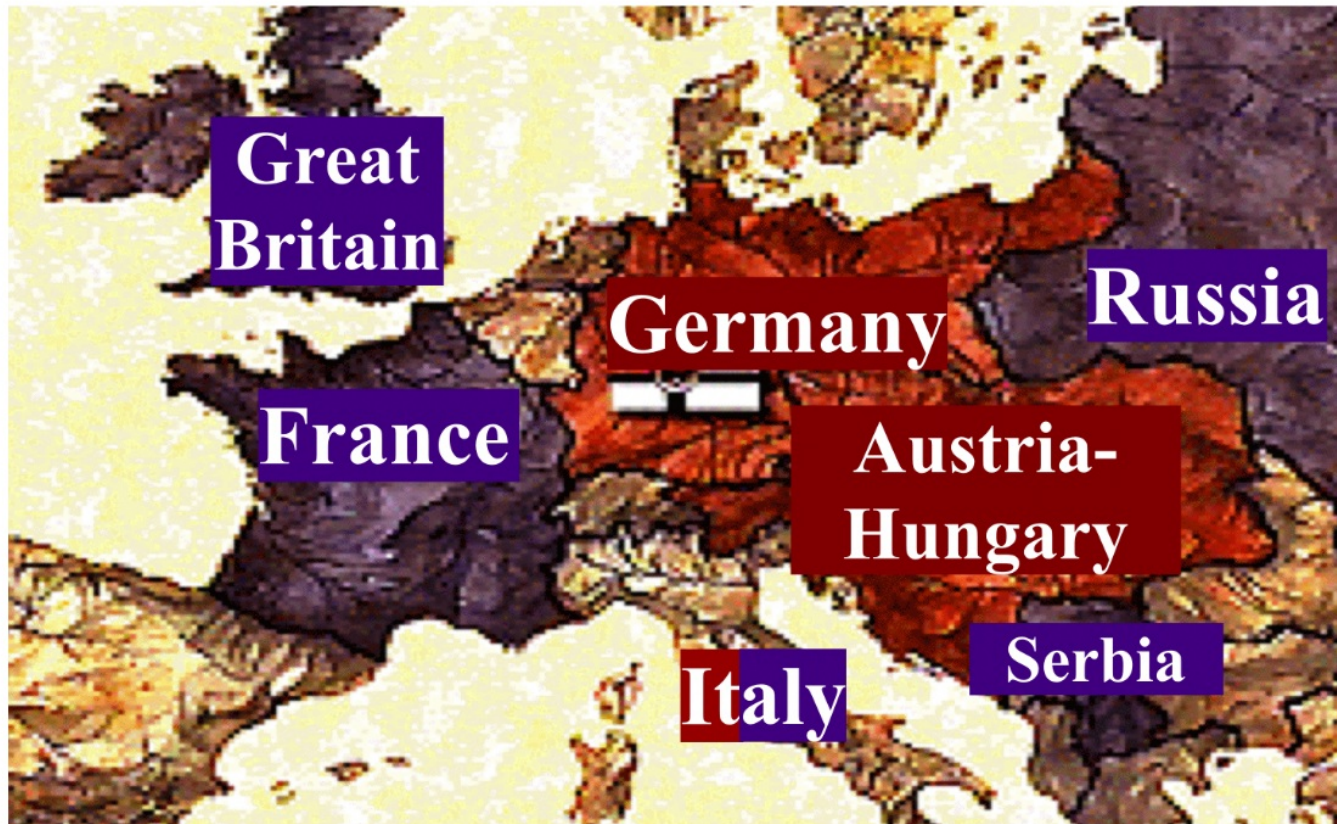 Great
Britain
Germany
Russia
France
Austria-
Hungary
Serbia
Italy